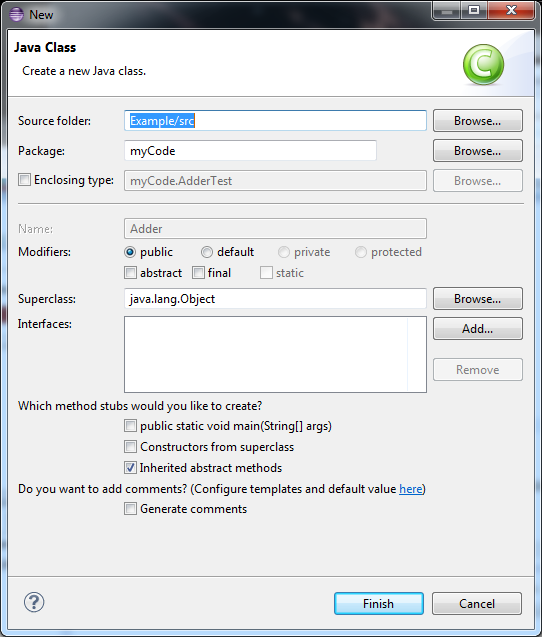 New
Java Class
Create a new Java class.
C
Source folder: Example/src Browse...
Package: myCode Browse...
Enclosing type: myCode.AdderTest Browse...
Name: Adder
Modifiers: public default private protected
abstract final static
Superclass: java.lang.Object Browse...
Interfaces: Add...
Remove
Which method stubs would you like to create?
public static void main(String[] args)
Constructors from superclass
Inherited abstract methods
Do you want to add comments? (Configure templates and default value here)
Generate comments
? Finish Cancel